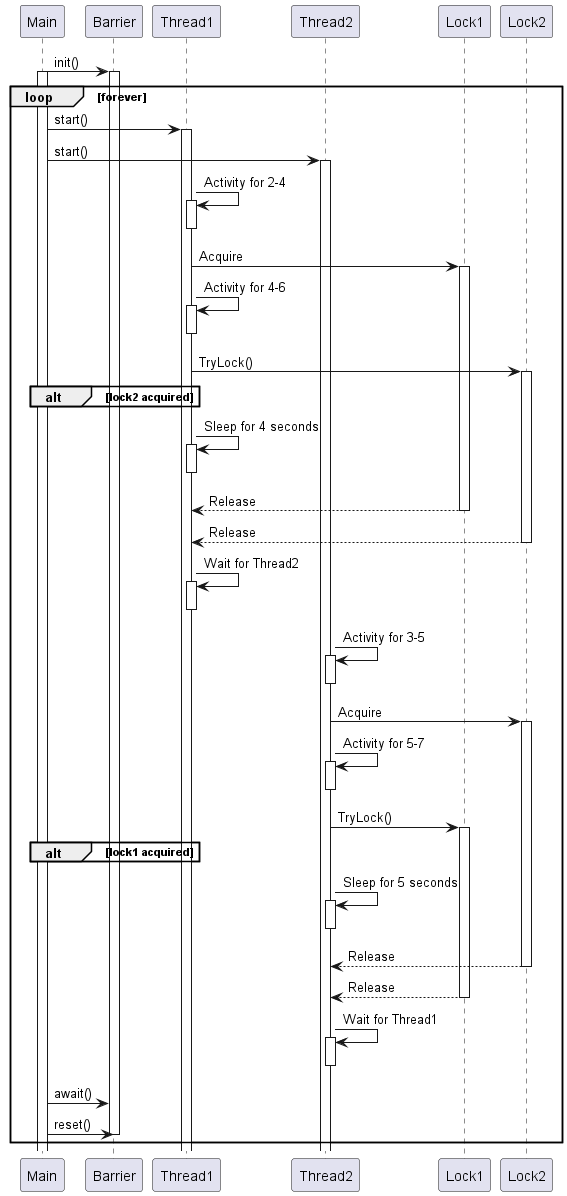 Main Barrier Thread1 Thread2 Lock1 Lock2
init()
loop [forever]
start()
start()
Activity for 2-4
Acquire
Activity for 4-6
TryLock()
alt [lock2 acquired]
Sleep for 4 seconds
Release
Release
Wait for Thread2
Activity for 3-5
Acquire
Activity for 5-7
TryLock()
alt [lock1 acquired]
Sleep for 5 seconds
Release
Release
Wait for Thread1
await()
reset()
Main Barrier Thread1 Thread2 Lock1 Lock2